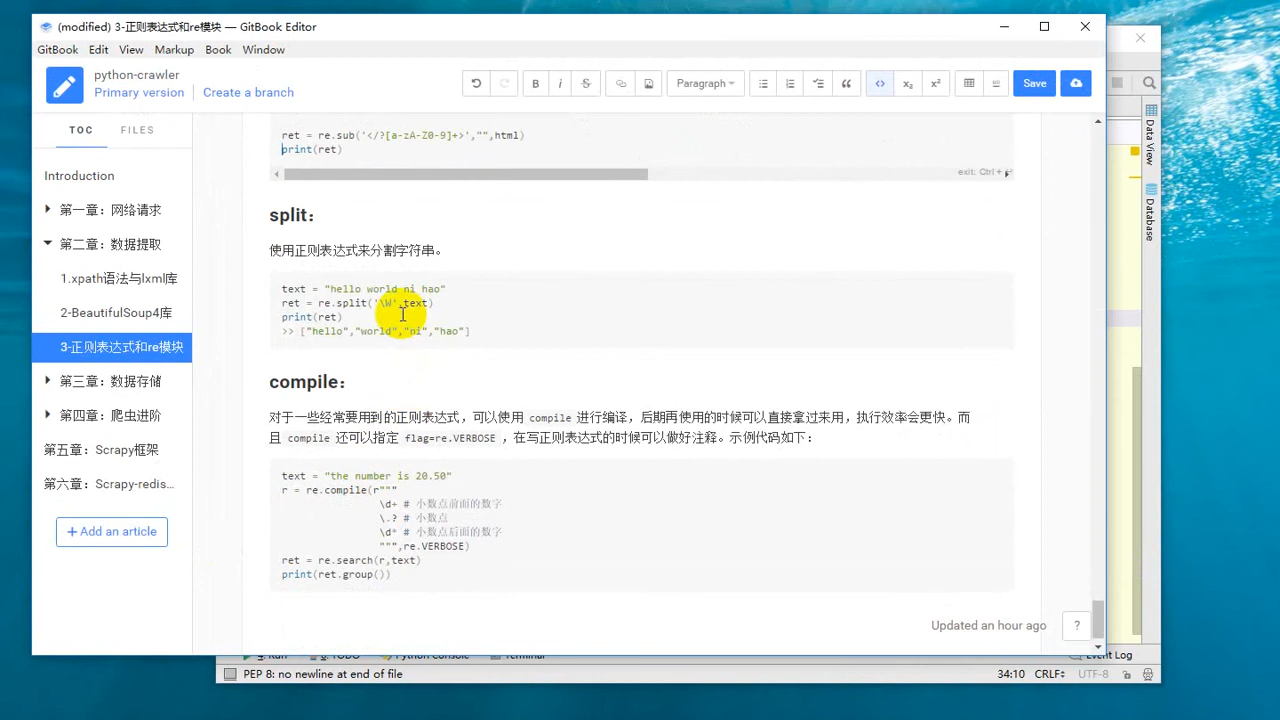 (modified) 3-正则表达式和re模块 — GitBook Editor
GitBook Edit View Markup Book Window
python-crawler
Primary version Create a branch
B i S Paragraph x₂ x² Save
TOC FILES
Introduction
第一章：网络请求
第二章：数据提取
1.xpath语法与lxml库
2-BeautifulSoup4库
3-正则表达式和re模块
第三章：数据存储
第四章：爬虫进阶
第五章：Scrapy框架
第六章：Scrapy-redis...
+ Add an article
ret = re.sub('</?[a-zA-Z0-9]+>',"",html)
print(ret)
exit: Ctrl +
split：
使用正则表达式来分割字符串。
text = "hello world ni hao"
ret = re.split('\W',text)
print(ret)
>> ["hello","world","ni","hao"]
compile：
对于一些经常要用到的正则表达式，可以使用 compile 进行编译，后期再使用的时候可以直接拿过来用，执行效率会更快。而
且 compile 还可以指定 flag=re.VERBOSE ，在写正则表达式的时候可以做好注释。示例代码如下：
text = "the number is 20.50"
r = re.compile(r"""
\d+ # 小数点前面的数字
\.? # 小数点
\d* # 小数点后面的数字
""",re.VERBOSE)
ret = re.search(r,text)
print(ret.group())
Updated an hour ago
?
Data View
Database
Event Log
PEP 8: no newline at end of file
34:10 CRLF UTF-8